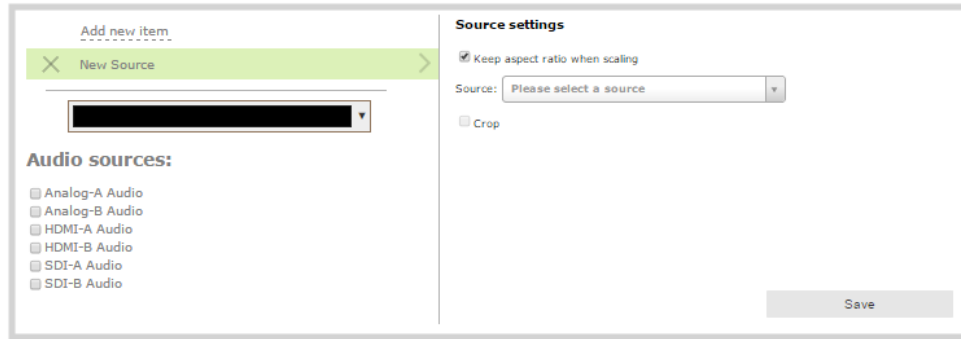 Add new item
New Source
Audio sources:
Analog-A Audio
Analog-B Audio
HDMI-A Audio
HDMI-B Audio
SDI-A Audio
SDI-B Audio
Source settings
Keep aspect ratio when scaling
Source: Please select a source
Crop
Save